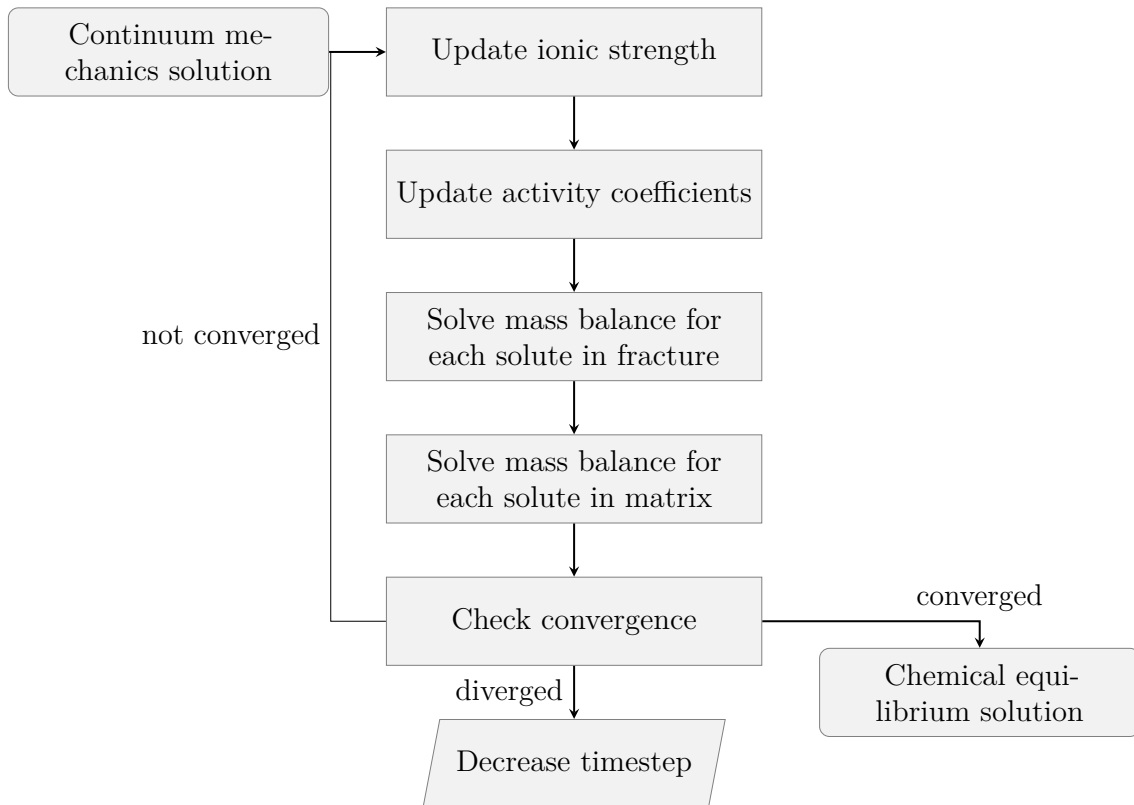 Continuum me-
chanics solution
Update ionic strength
Update activity coefficients
Solve mass balance for
each solute in fracture
not converged
Solve mass balance for
each solute in matrix
Check convergence
converged
diverged
Chemical equi-
librium solution
Decrease timestep